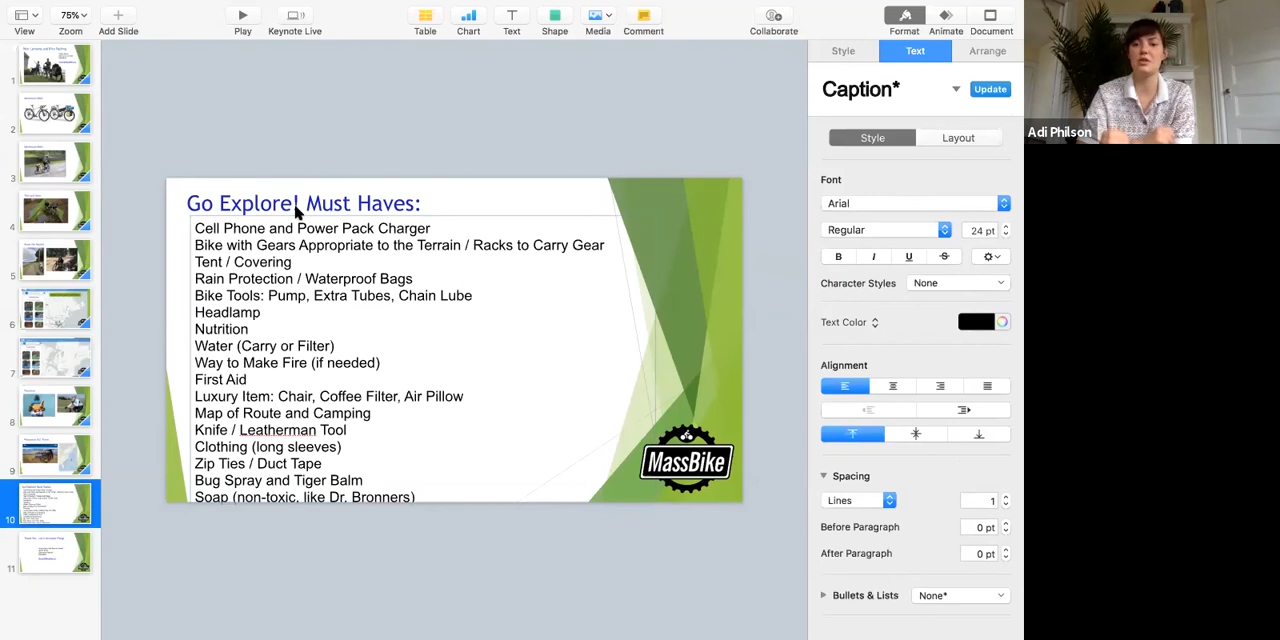 View
75%
Zoom
Add Slide
Play
Keynote Live
Table
Chart
Text
Shape
Media
Comment
Collaborate
Format
Animate
Document
Style
Text
Arrange
Caption*
Update
Style
Layout
Font
Arial
Regular
24 pt
B
I
U
S
Character Styles
None
Text Color
Alignment
Spacing
Lines
1
Before Paragraph
0 pt
After Paragraph
0 pt
Bullets & Lists
None*
1
2
3
4
5
6
7
8
9
10
11
Go Explore! Must Haves:
Cell Phone and Power Pack Charger
Bike with Gears Appropriate to the Terrain / Racks to Carry Gear
Tent / Covering
Rain Protection / Waterproof Bags
Bike Tools: Pump, Extra Tubes, Chain Lube
Headlamp
Nutrition
Water (Carry or Filter)
Way to Make Fire (if needed)
First Aid
Luxury Item: Chair, Coffee Filter, Air Pillow
Map of Route and Camping
Knife / Leatherman Tool
Clothing (long sleeves)
Zip Ties / Duct Tape
Bug Spray and Tiger Balm
Soap (non-toxic, like Dr. Bronners)
MassBike
Adi Philson